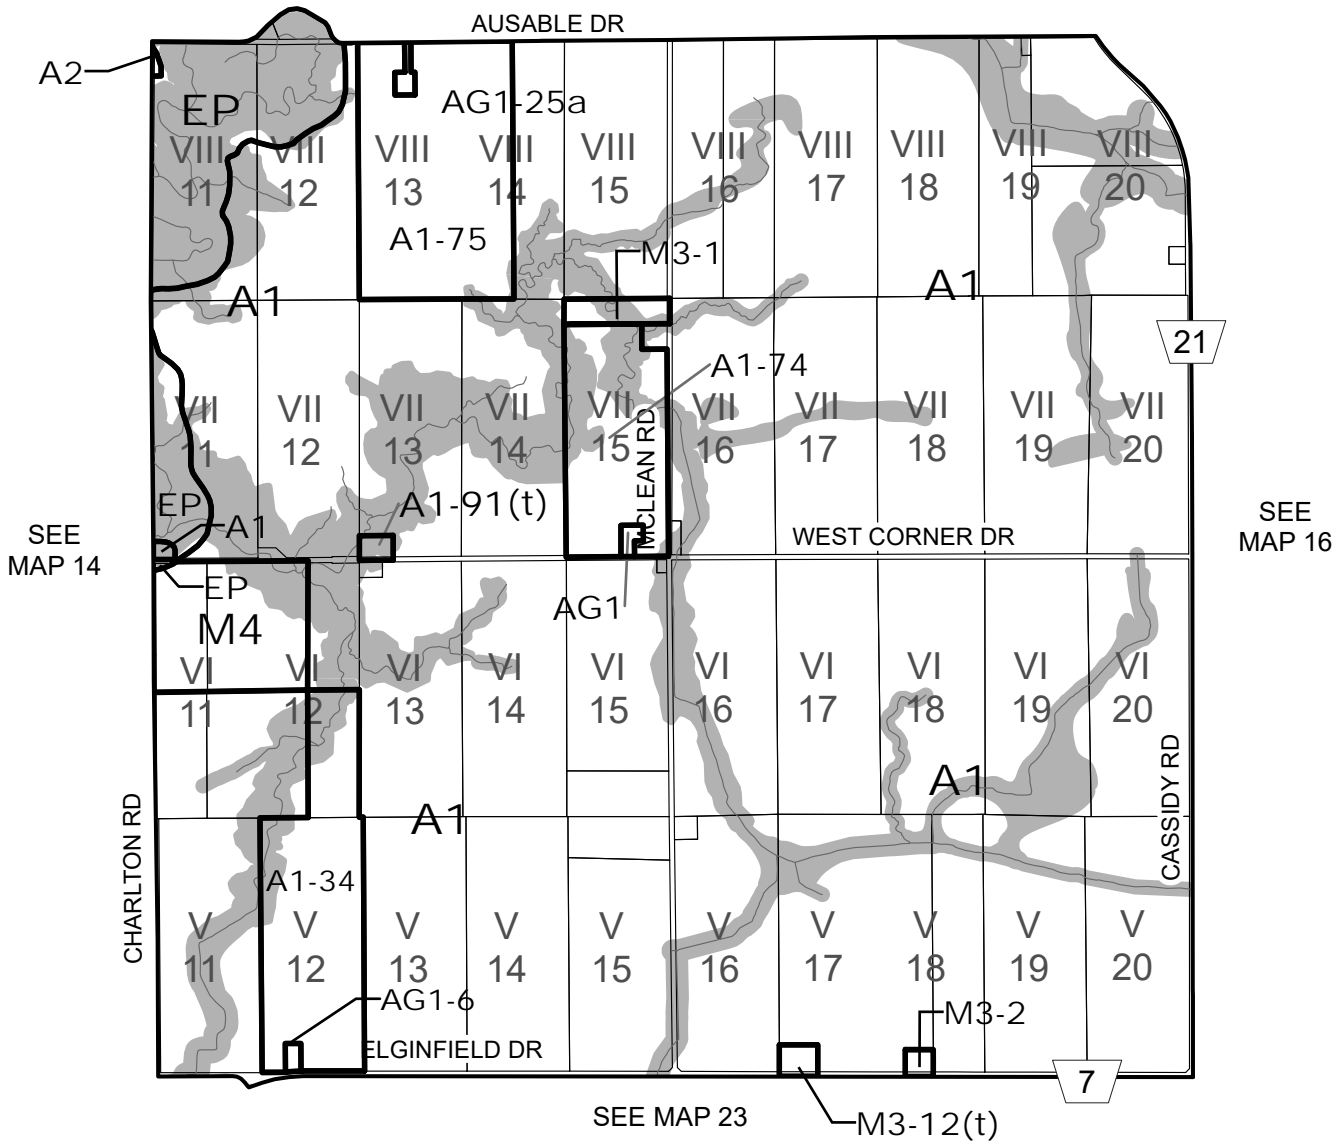 AUSABLE DR
A2
EP
AG1-25a
VIII
11
VIII
12
VIII
13
VIII
14
VIII
15
VIII
16
VIII
17
VIII
18
VIII
19
VIII
20
A1-75
M3-1
A1
A1
21
A1-74
VII
11
VII
12
VII
13
VII
14
VII
15
VII
16
VII
17
VII
18
VII
19
VII
20
MCLEAN RD
EP
A1
A1-91(t)
SEE
MAP 14
WEST CORNER DR
SEE
MAP 16
EP
AG1
M4
VI
11
VI
12
VI
13
VI
14
VI
15
VI
16
VI
17
VI
18
VI
19
VI
20
CHARLTON RD
CASSIDY RD
A1
A1
A1-34
V
11
V
12
V
13
V
14
V
15
V
16
V
17
V
18
V
19
V
20
AG1-6
M3-2
ELGINFIELD DR
7
SEE MAP 23
M3-12(t)